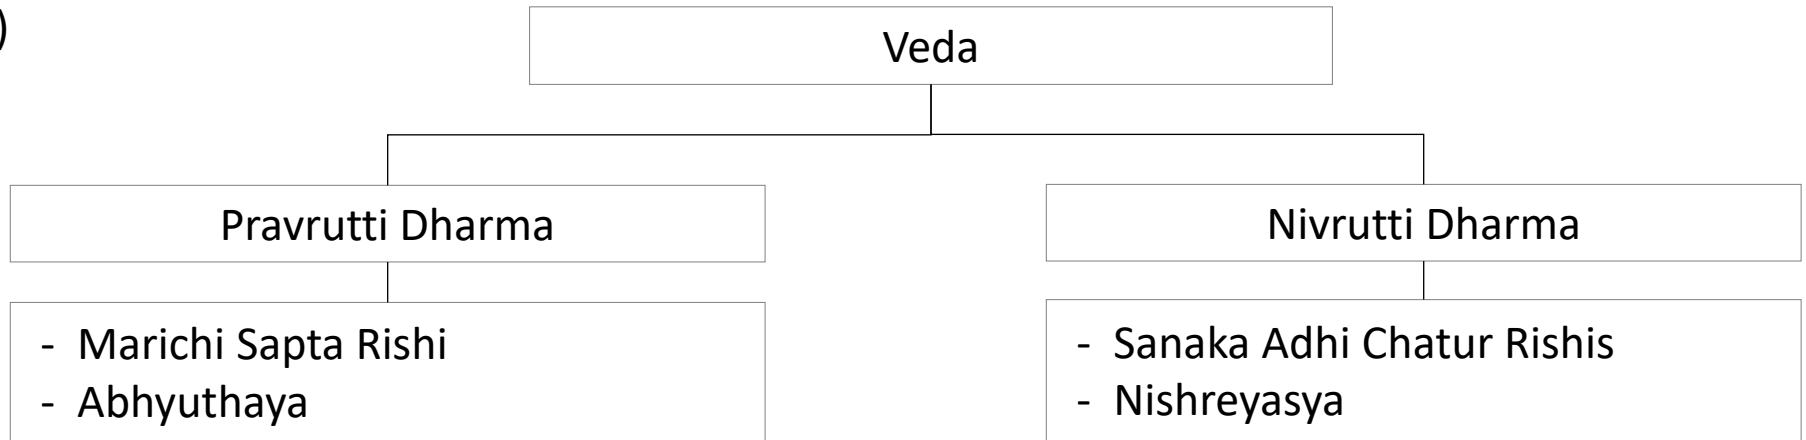 )
Veda
Pravrutti Dharma
Nivrutti Dharma
- Marichi Sapta Rishi
- Abhyuthaya
- Sanaka Adhi Chatur Rishis
- Nishreyasya